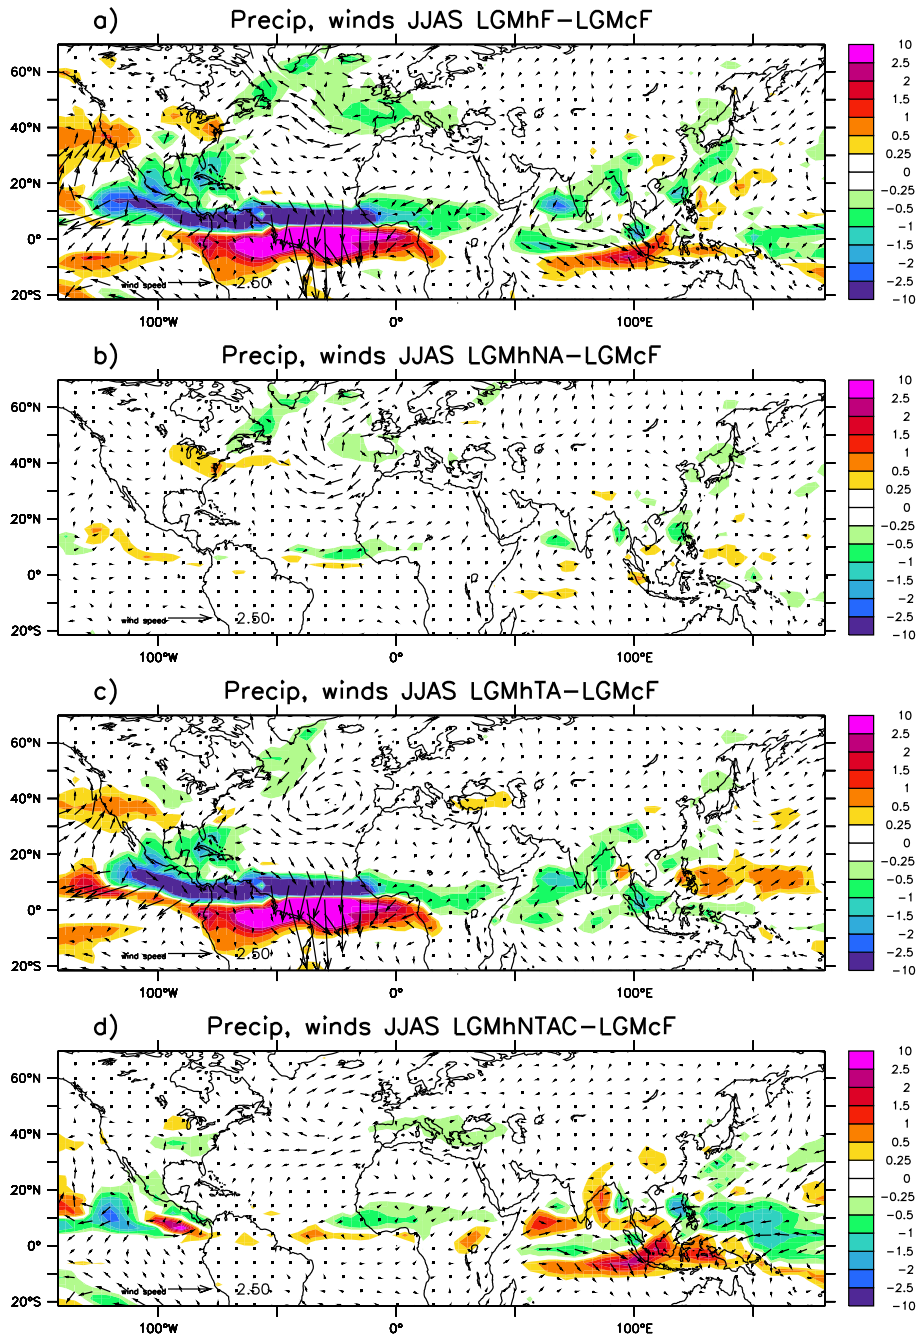 a) Precip, winds JJAS LGMhF−LGMcF
60°N
40°N
20°N
0°
20°S
wind speed 2.50
100°W 0° 100°E
10
2.5
2
1.5
1
0.5
0.25
0
−0.25
−0.5
−1
−1.5
−2
−2.5
−10
b) Precip, winds JJAS LGMhNA−LGMcF
60°N
40°N
20°N
0°
20°S
wind speed 2.50
100°W 0° 100°E
10
2.5
2
1.5
1
0.5
0.25
0
−0.25
−0.5
−1
−1.5
−2
−2.5
−10
c) Precip, winds JJAS LGMhTA−LGMcF
60°N
40°N
20°N
0°
20°S
wind speed 2.50
100°W 0° 100°E
10
2.5
2
1.5
1
0.5
0.25
0
−0.25
−0.5
−1
−1.5
−2
−2.5
−10
d) Precip, winds JJAS LGMhNTAC−LGMcF
60°N
40°N
20°N
0°
20°S
wind speed 2.50
100°W 0° 100°E
10
2.5
2
1.5
1
0.5
0.25
0
−0.25
−0.5
−1
−1.5
−2
−2.5
−10